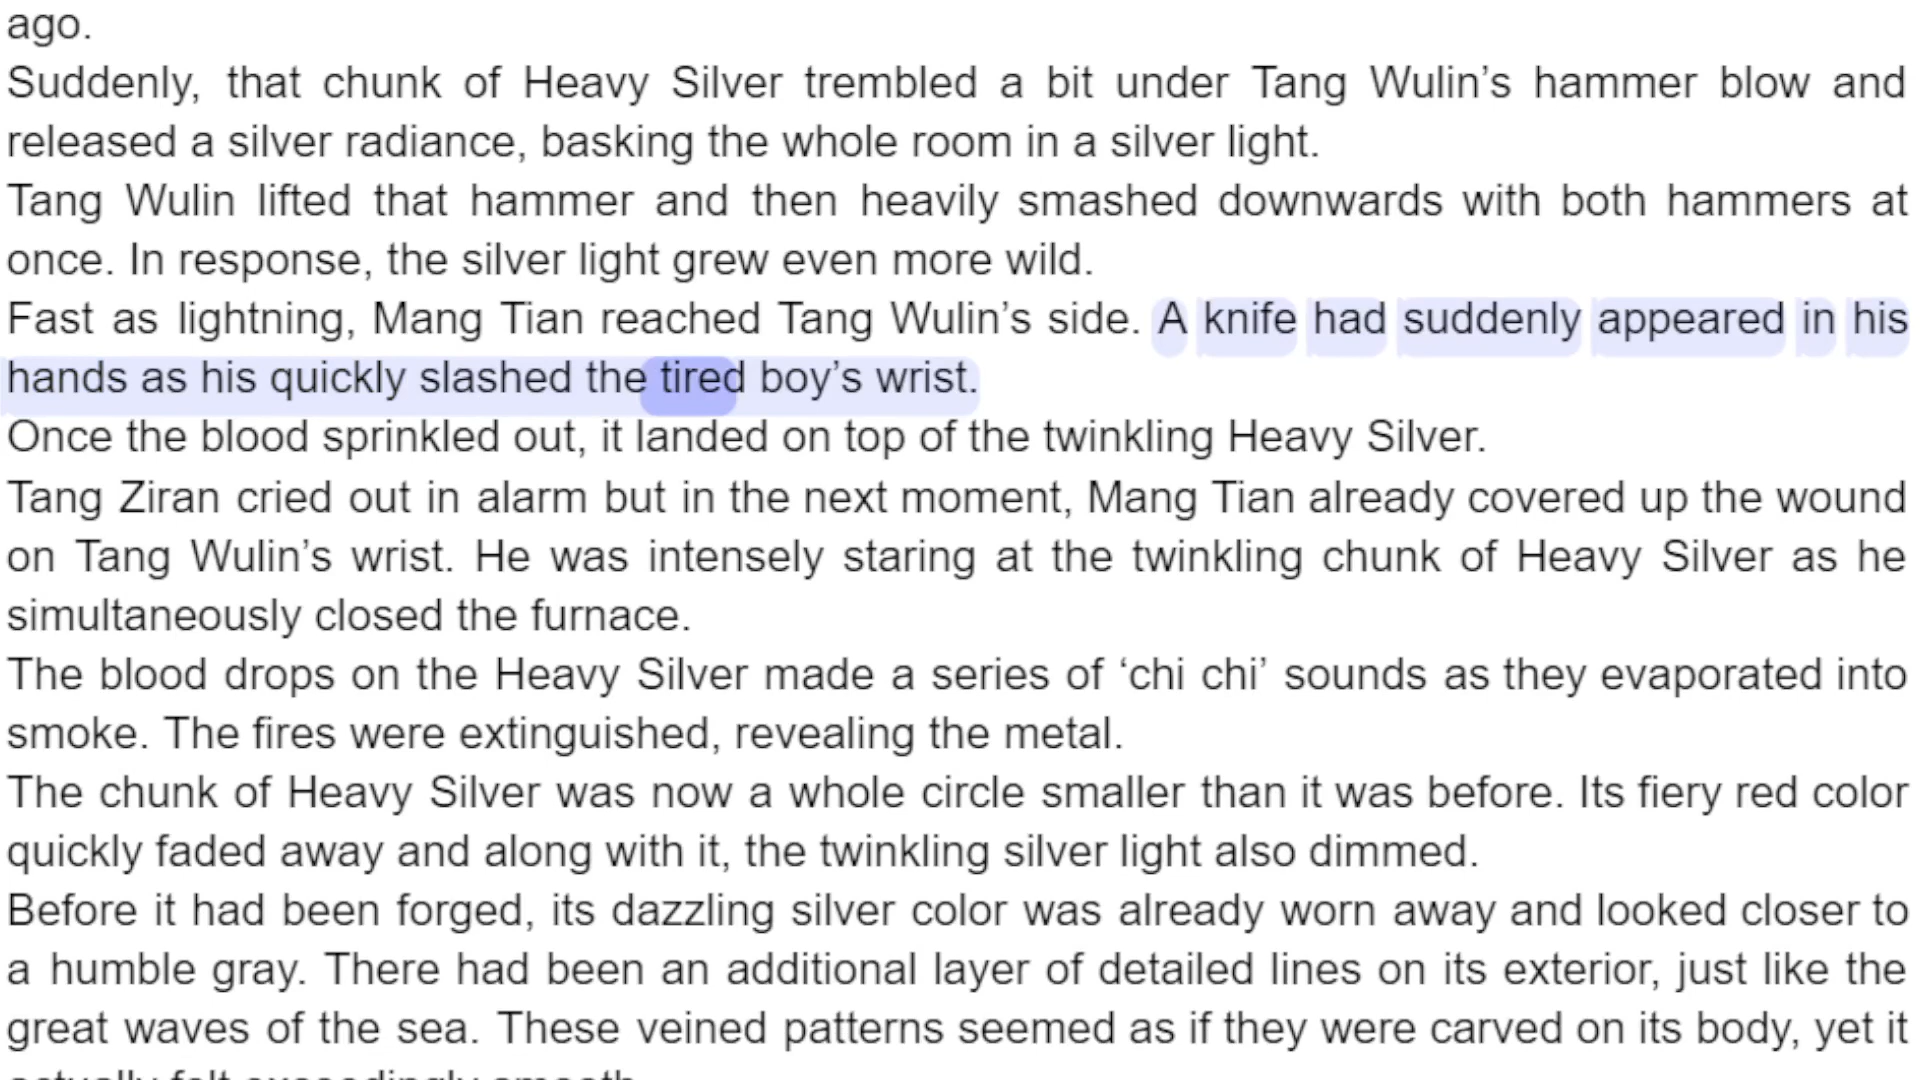 ago.
Suddenly, that chunk of Heavy Silver trembled a bit under Tang Wulin’s hammer blow and
released a silver radiance, basking the whole room in a silver light.
Tang Wulin lifted that hammer and then heavily smashed downwards with both hammers at
once. In response, the silver light grew even more wild.
Fast as lightning, Mang Tian reached Tang Wulin’s side. A knife had suddenly appeared in his
hands as his quickly slashed the tired boy’s wrist.
Once the blood sprinkled out, it landed on top of the twinkling Heavy Silver.
Tang Ziran cried out in alarm but in the next moment, Mang Tian already covered up the wound
on Tang Wulin’s wrist. He was intensely staring at the twinkling chunk of Heavy Silver as he
simultaneously closed the furnace.
The blood drops on the Heavy Silver made a series of ‘chi chi’ sounds as they evaporated into
smoke. The fires were extinguished, revealing the metal.
The chunk of Heavy Silver was now a whole circle smaller than it was before. Its fiery red color
quickly faded away and along with it, the twinkling silver light also dimmed.
Before it had been forged, its dazzling silver color was already worn away and looked closer to
a humble gray. There had been an additional layer of detailed lines on its exterior, just like the
great waves of the sea. These veined patterns seemed as if they were carved on its body, yet it
actually felt exceedingly smooth.